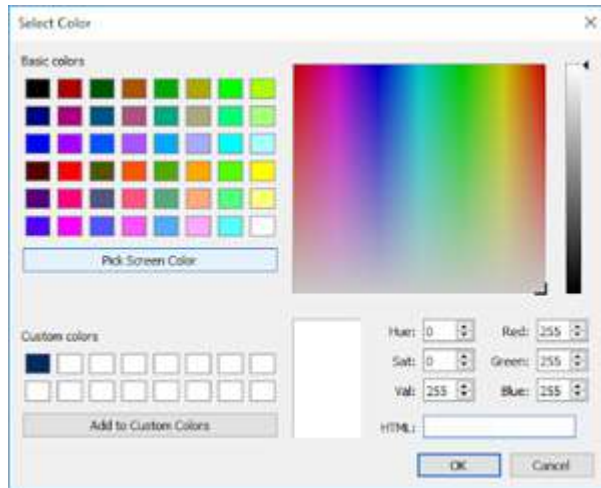 Select Color
Basic colors
Pick Screen Color
Custom colors
Add to Custom Colors
Hue: 0
Red: 255
Sat: 0
Green: 255
Val: 255
Blue: 255
HTML:
OK
Cancel